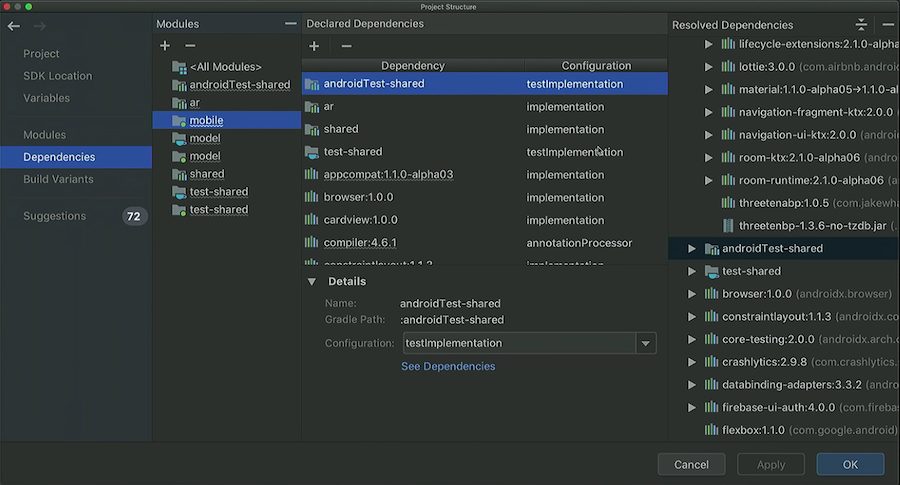 Project Structure
Project
SDK Location
Variables
Modules
Dependencies
Build Variants
Suggestions 72
Modules
<All Modules>
androidTest-shared
ar
mobile
model
model
shared
test-shared
test-shared
Declared Dependencies
Dependency Configuration
androidTest-shared testImplementation
ar implementation
shared implementation
test-shared testImplementation
appcompat:1.1.0-alpha03 implementation
browser:1.0.0 implementation
cardview:1.0.0 implementation
compiler:4.6.1 annotationProcessor
constraintlayout:1.1.3 implementation
Details
Name: androidTest-shared
Gradle Path: :androidTest-shared
Configuration: testImplementation
See Dependencies
Resolved Dependencies
lifecycle-extensions:2.1.0-alpha
lottie:3.0.0 (com.airbnb.android
material:1.1.0-alpha05→1.1.0-al
navigation-fragment-ktx:2.0.0 (
navigation-ui-ktx:2.0.0 (android
room-ktx:2.1.0-alpha06 (andro
room-runtime:2.1.0-alpha06 (a
threetenabp:1.0.5 (com.jakewha
threetenbp-1.3.6-no-tzdb.jar (.
androidTest-shared
test-shared
browser:1.0.0 (androidx.browser)
constraintlayout:1.1.3 (androidx.co
core-testing:2.0.0 (androidx.arch.c
crashlytics:2.9.8 (com.crashlytics.
databinding-adapters:3.3.2 (andro
firebase-ui-auth:4.0.0 (com.fireba
flexbox:1.1.0 (com.google.android)
Cancel
Apply
OK